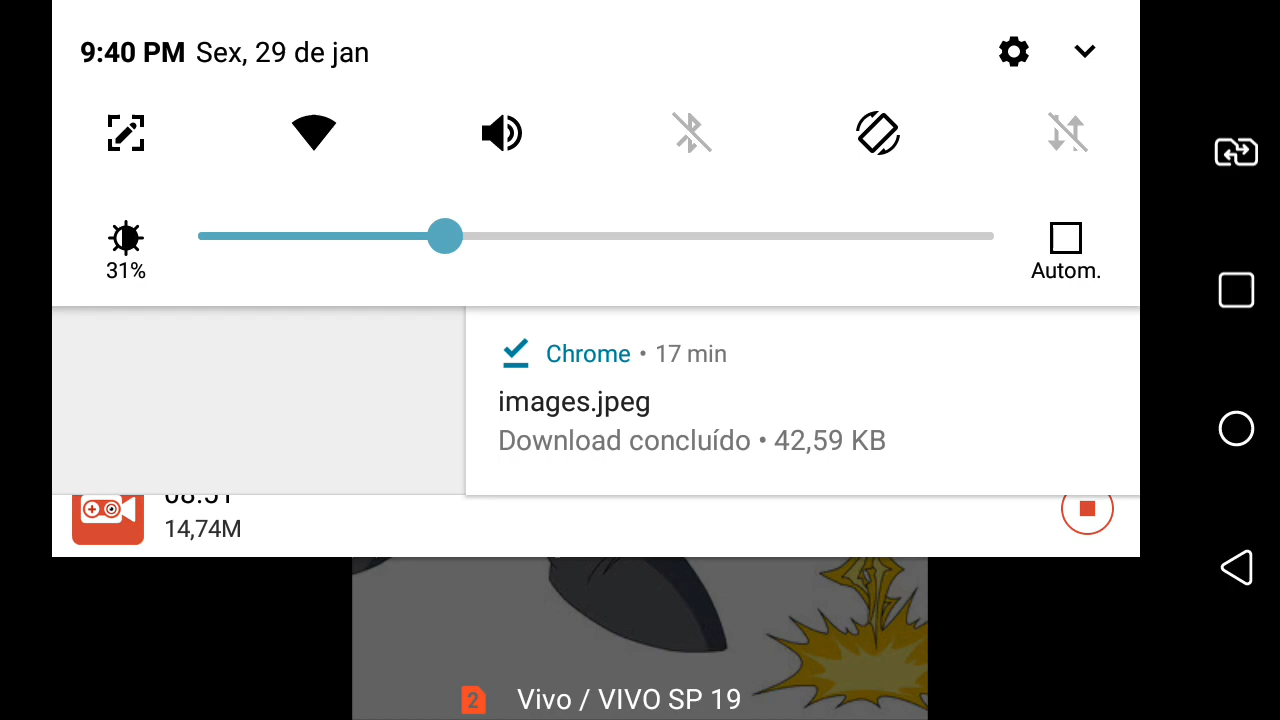 9:40 PM Sex, 29 de jan
31%
Autom.
Chrome • 17 min
images.jpeg
Download concluído • 42,59 KB
14,74M
2 Vivo / VIVO SP 19